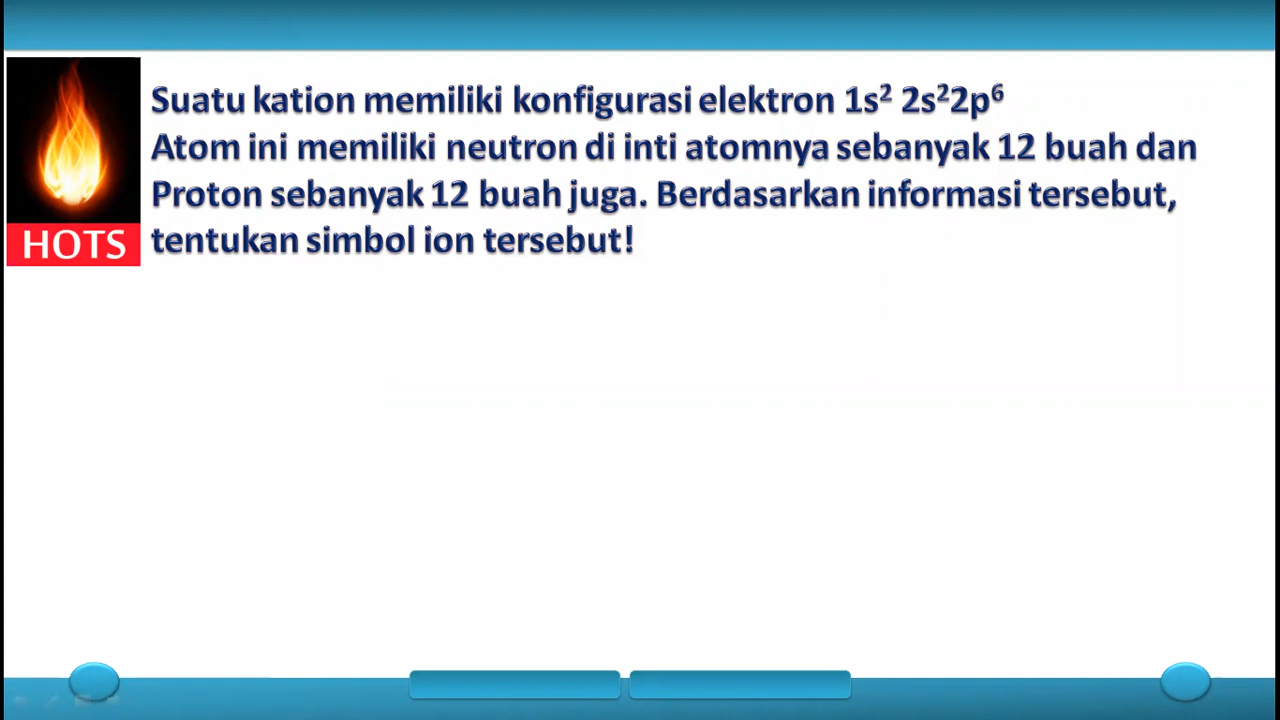 Suatu kation memiliki konfigurasi elektron 1s² 2s²2p⁶
Atom ini memiliki neutron di inti atomnya sebanyak 12 buah dan
Proton sebanyak 12 buah juga. Berdasarkan informasi tersebut,
tentukan simbol ion tersebut!
HOTS